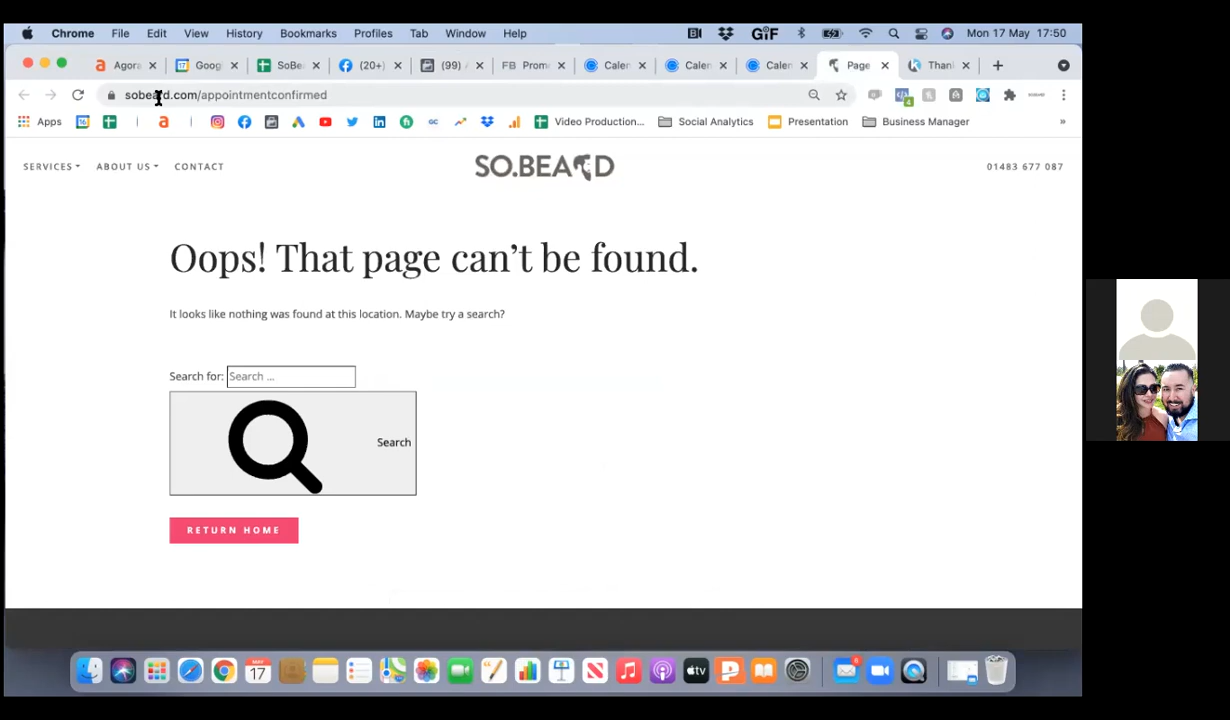 Chrome File Edit View History Bookmarks Profiles Tab Window Help GIF Mon 17 May 17:50
Agora Goog SoBe (20+) (99) / FB Prom Calen Calen Calen Page Than
sobeard.com/appointmentconfirmed
Apps Video Production... Social Analytics Presentation Business Manager »
SERVICES ABOUT US CONTACT SO.BEARD 01483 677 087
Oops! That page can’t be found.
It looks like nothing was found at this location. Maybe try a search?
Search for: Search ...
Search
RETURN HOME
MAY
17 tv